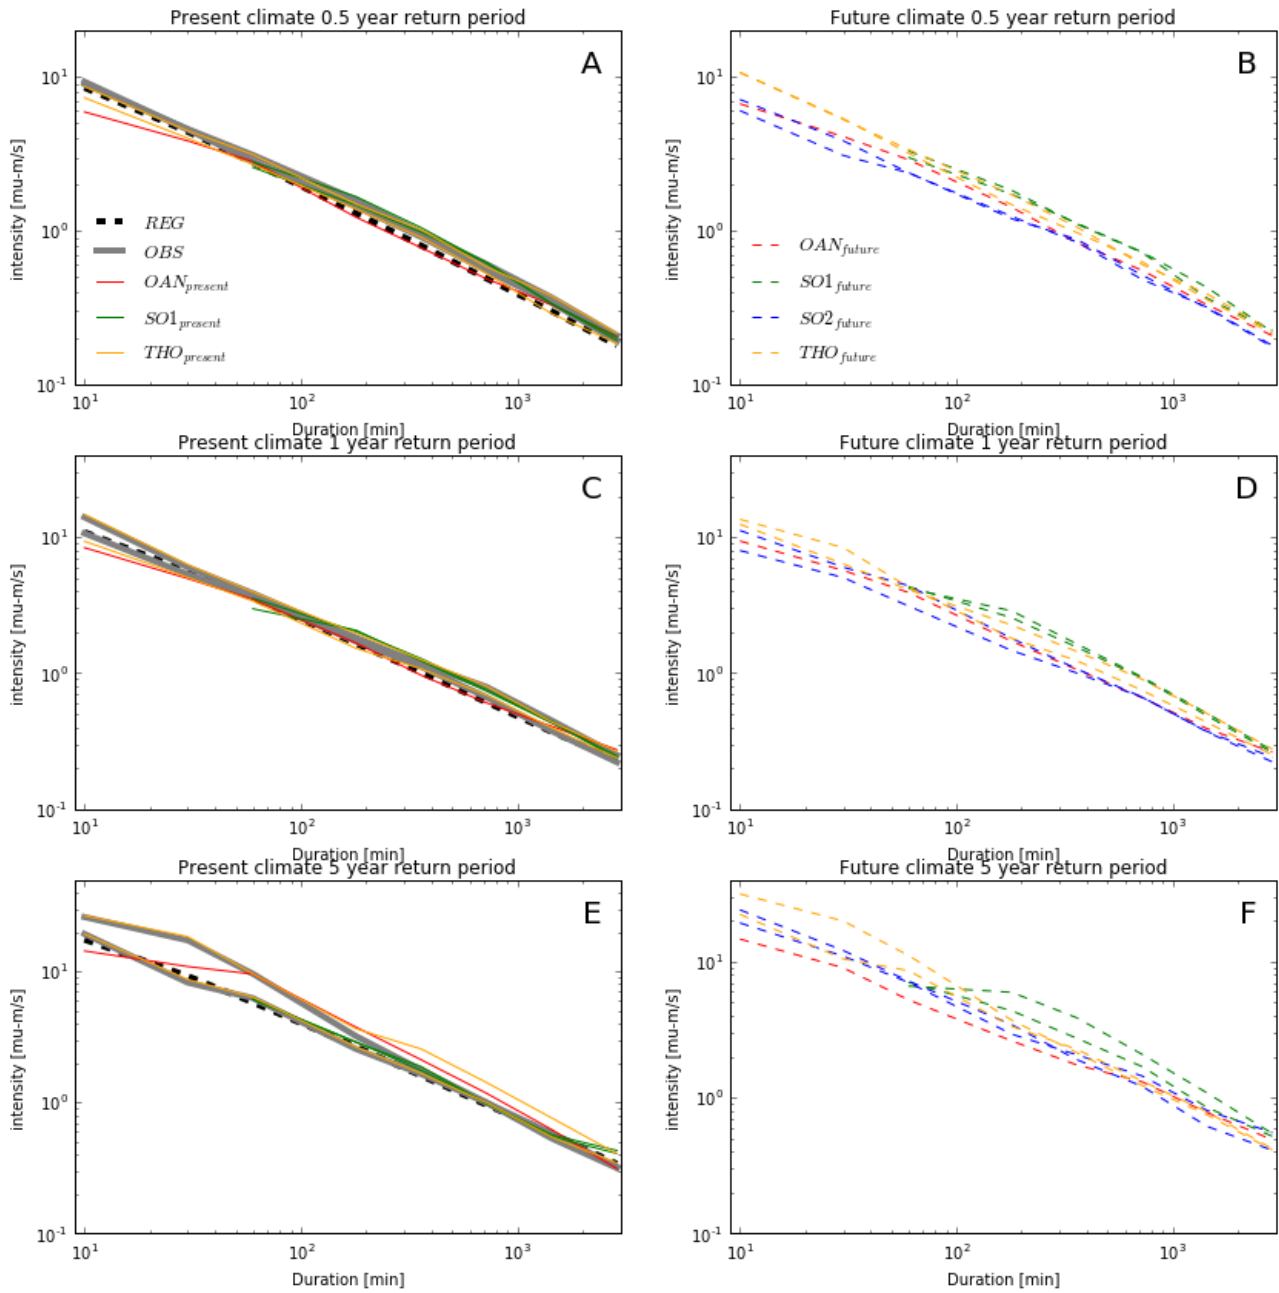 Present climate 0.5 year return period
A
10^1
10^0
10^-1
intensity [mu-m/s]
REG
OBS
OAN_present
SO1_present
THO_present
10^1 10^2 10^3
Duration [min]
Future climate 0.5 year return period
B
10^1
10^0
10^-1
intensity [mu-m/s]
OAN_future
SO1_future
SO2_future
THO_future
10^1 10^2 10^3
Duration [min]
Present climate 1 year return period
C
10^1
10^0
10^-1
intensity [mu-m/s]
10^1 10^2 10^3
Duration [min]
Future climate 1 year return period
D
10^1
10^0
10^-1
intensity [mu-m/s]
10^1 10^2 10^3
Duration [min]
Present climate 5 year return period
E
10^1
10^0
10^-1
intensity [mu-m/s]
10^1 10^2 10^3
Duration [min]
Future climate 5 year return period
F
10^1
10^0
10^-1
intensity [mu-m/s]
10^1 10^2 10^3
Duration [min]